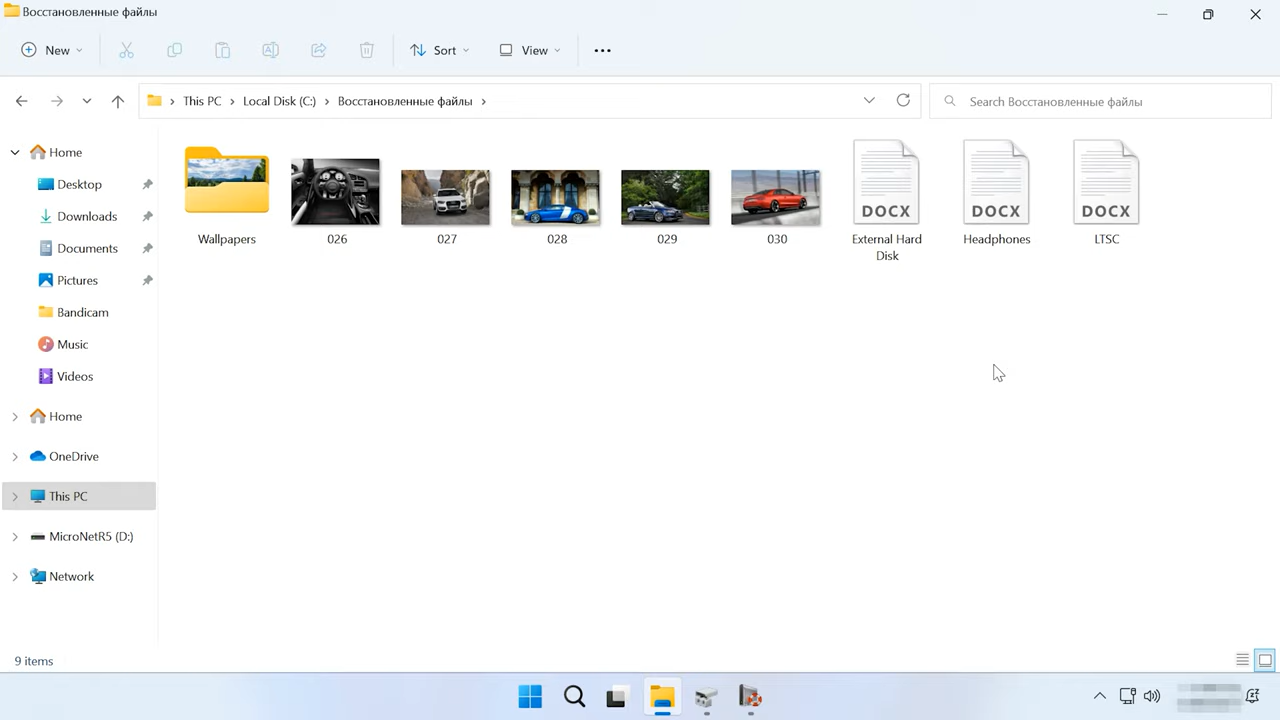 Восстановленные файлы
New
Sort
View
This PC
Local Disk (C:)
Восстановленные файлы
Search Восстановленные файлы
Home
Desktop
Downloads
Documents
Pictures
Bandicam
Music
Videos
Home
OneDrive
This PC
MicroNetR5 (D:)
Network
DOCX
DOCX
DOCX
Wallpapers
026
027
028
029
030
External Hard
Disk
Headphones
LTSC
9 items